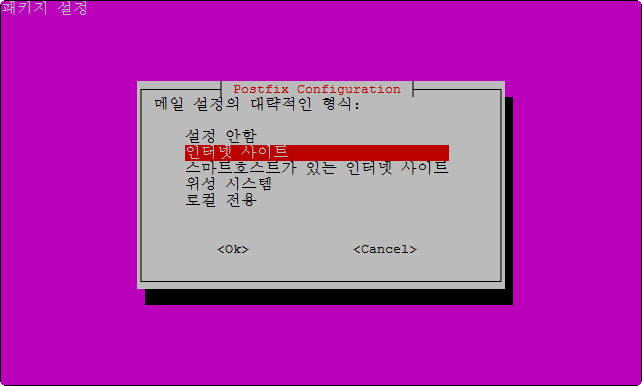 패키지 설정
Postfix Configuration
메일 설정의 대략적인 형식:
설정 안함
인터넷 사이트
스마트호스트가 있는 인터넷 사이트
위성 시스템
로컬 전용
<Ok> <Cancel>